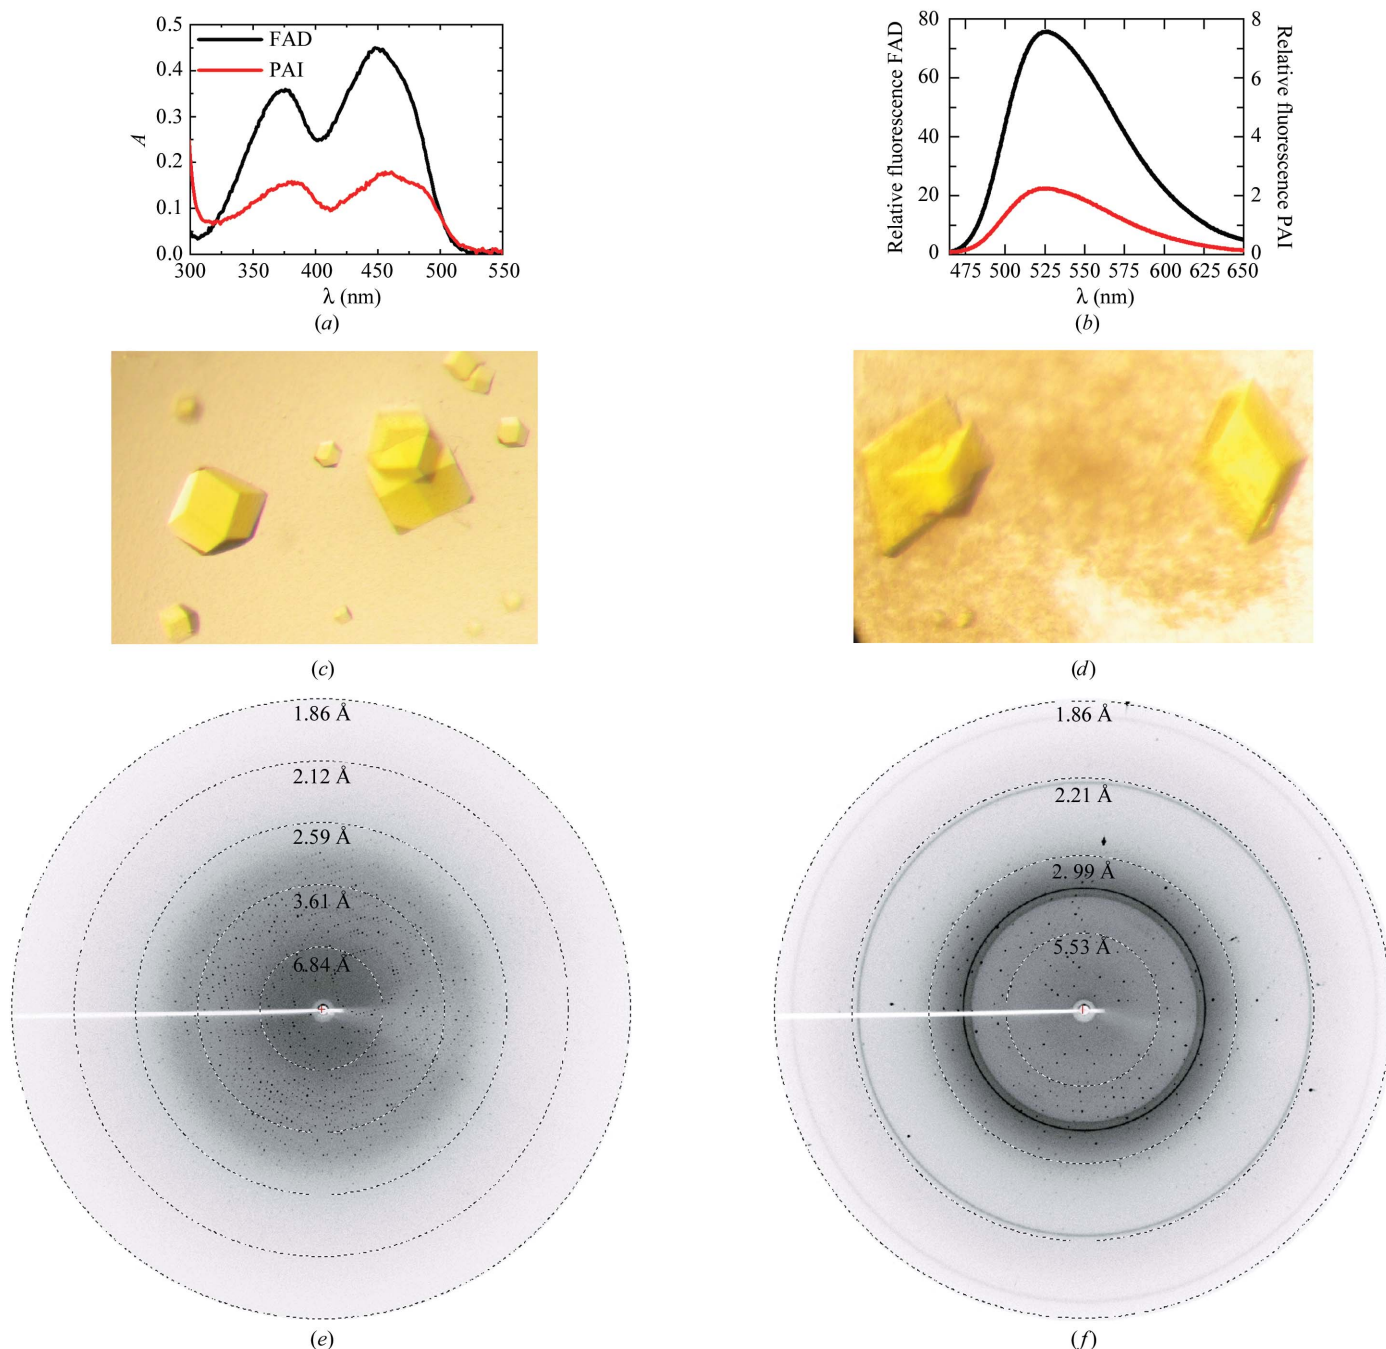 FAD
PAI
0.5
0.4
0.3
0.2
0.1
0.0
A
300 350 400 450 500 550
λ (nm)
(a)
80
60
40
20
0
Relative fluorescence FAD
8
6
4
2
0
Relative fluorescence PAI
475 500 525 550 575 600 625 650
λ (nm)
(b)
(c)
(d)
1.86 Å
2.12 Å
2.59 Å
3.61 Å
6.84 Å
(e)
1.86 Å
2.21 Å
2. 99 Å
5.53 Å
(f)